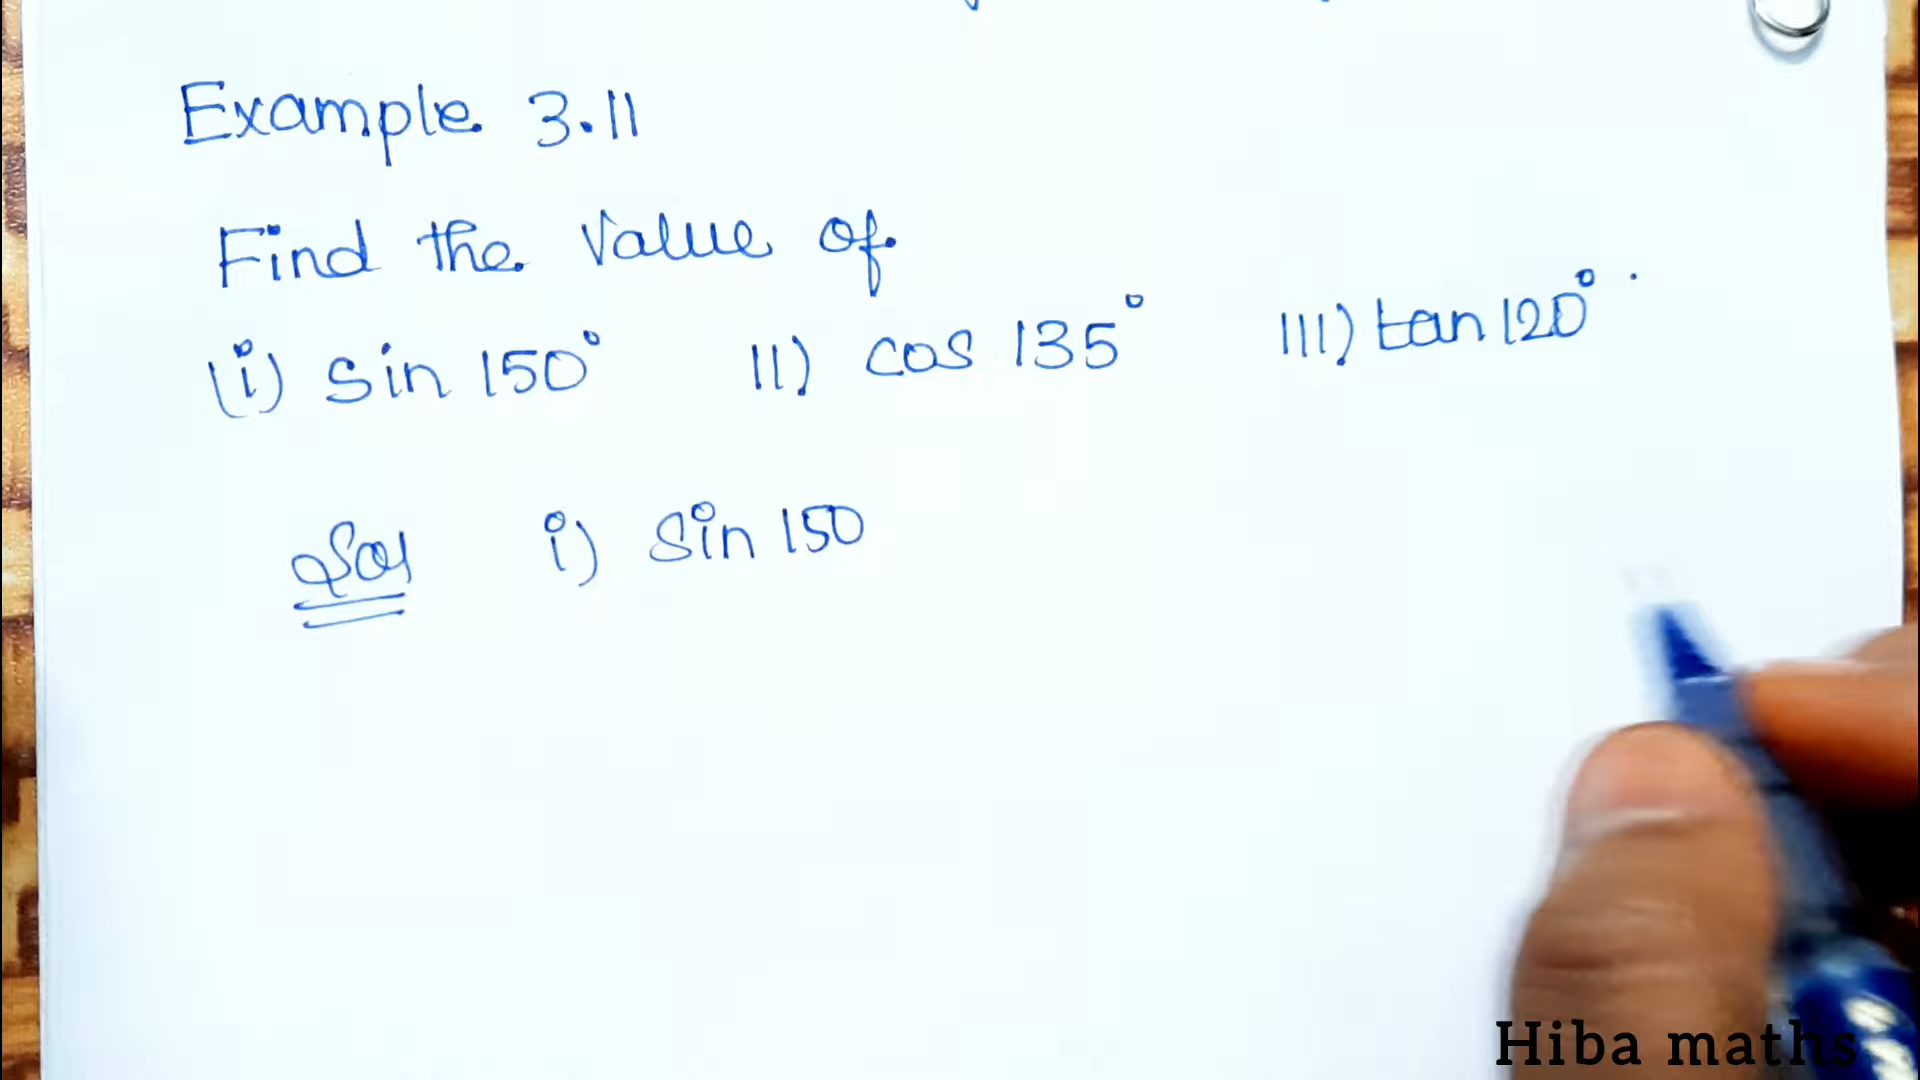 Example 3.11
Find the Value of
(i) Sin 150° II) cos 135° III) tan 120°
Sol i) Sin 150
Hiba maths